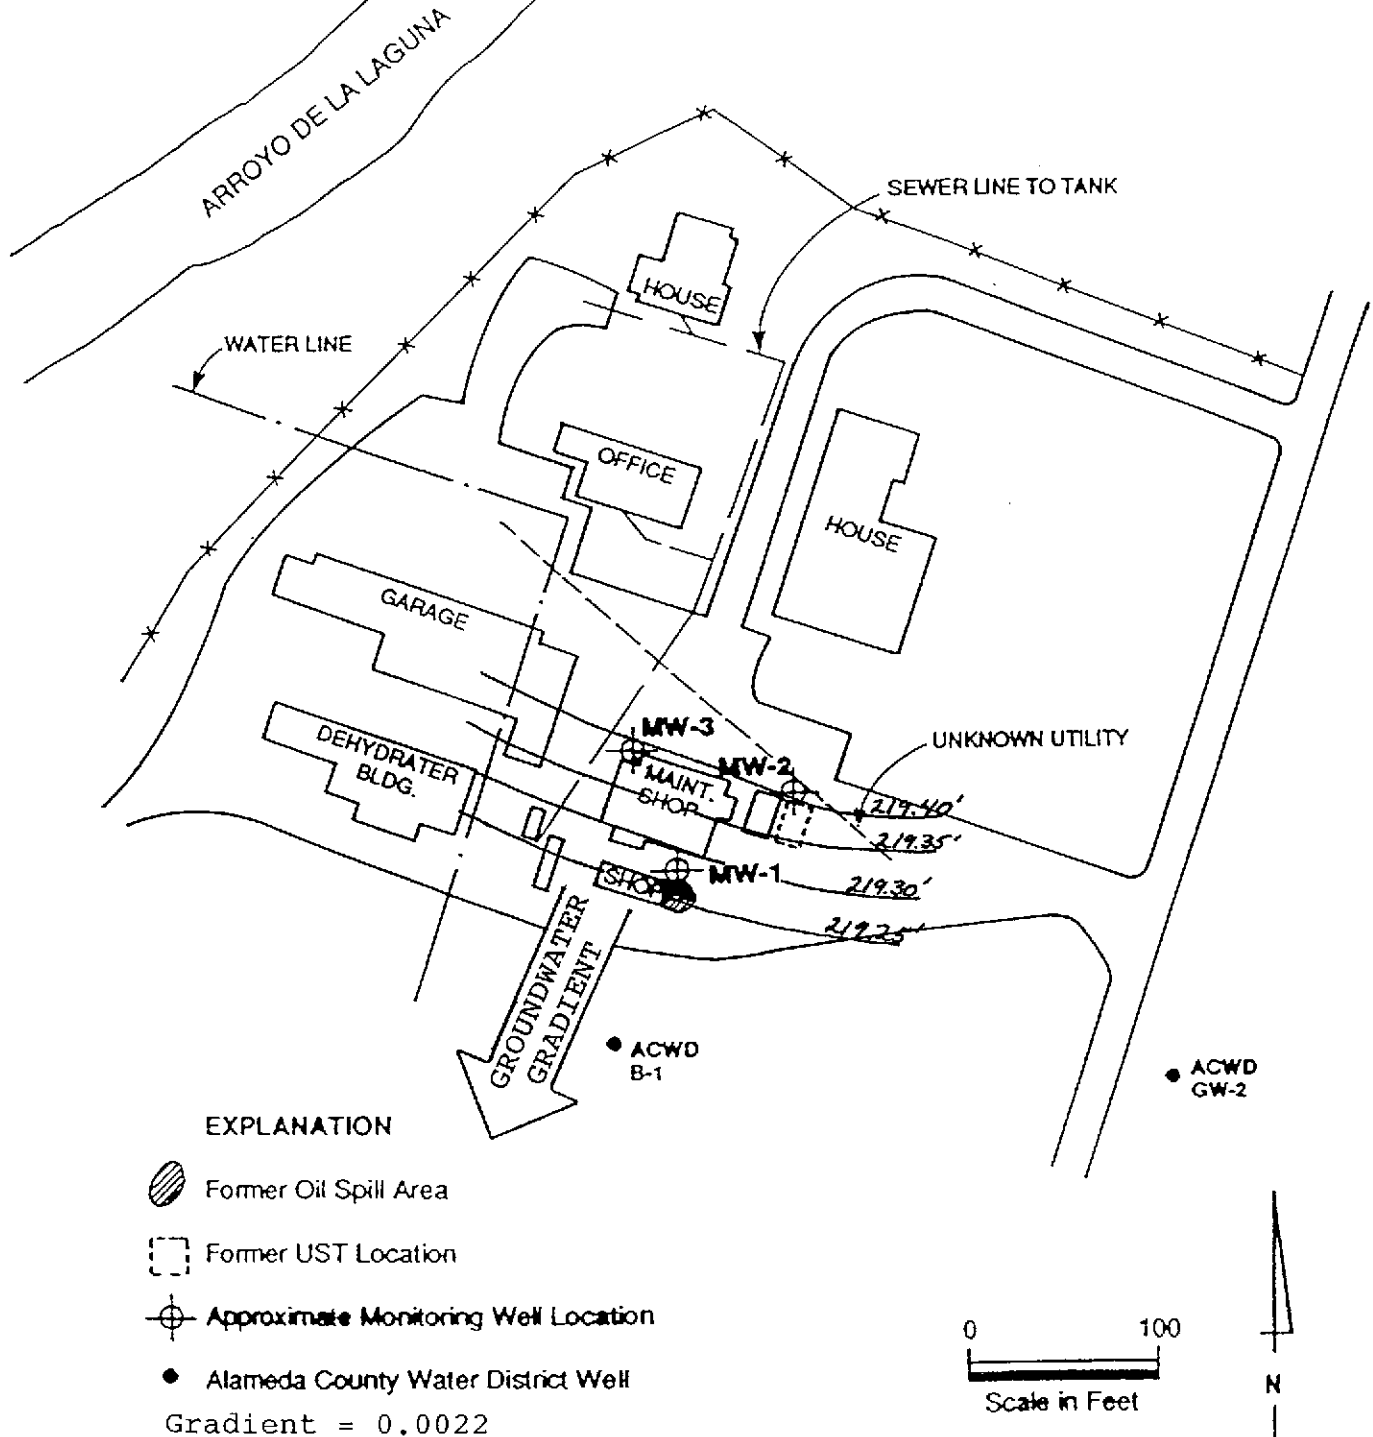 ARROYO DE LA LAGUNA
SEWER LINE TO TANK
HOUSE
WATER LINE
OFFICE
HOUSE
GARAGE
MW-3
UNKNOWN UTILITY
DEHYDRATER
BLDG.
MW-2
MAINT.
SHOP
219.40'
219.35'
MW-1
219.30'
SHOP
219.25'
GROUNDWATER
GRADIENT
ACWD
B-1
ACWD
GW-2
EXPLANATION
Former Oil Spill Area
Former UST Location
Approximate Monitoring Well Location
0 100
Scale in Feet
N
Alameda County Water District Well
Gradient = 0.0022